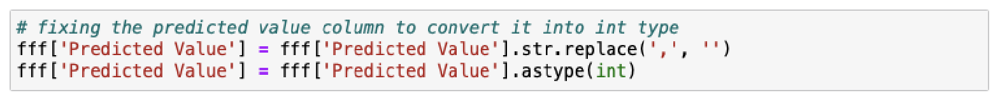 # fixing the predicted value column to convert it into int type
fff['Predicted Value'] = fff['Predicted Value'].str.replace(',', '')
fff['Predicted Value'] = fff['Predicted Value'].astype(int)